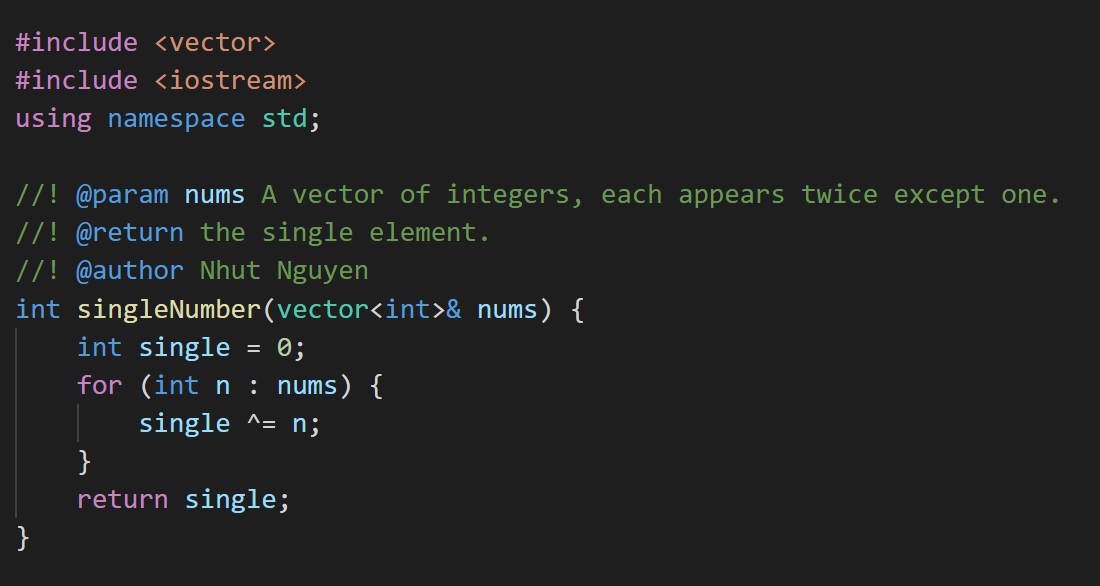 #include <vector>
#include <iostream>
using namespace std;
//! @param nums A vector of integers, each appears twice except one.
//! @return the single element.
//! @author Nhut Nguyen
int singleNumber(vector<int>& nums) {
    int single = 0;
    for (int n : nums) {
        single ^= n;
    }
    return single;
}